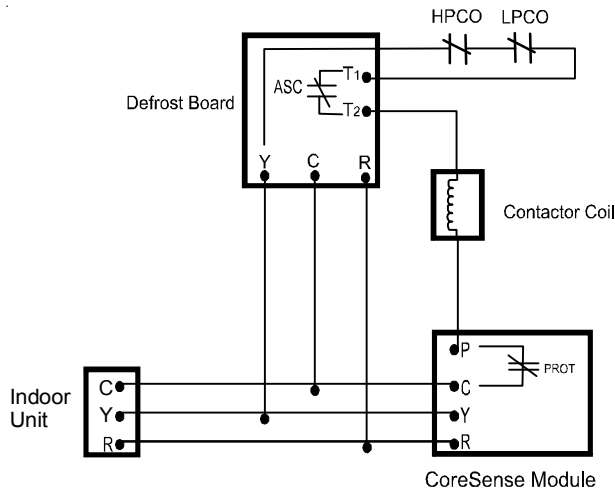 HPCO LPCO
Defrost Board
ASC
T1
T2
Y C R
Contactor Coil
P
PROT
Indoor
Unit
C
Y
R
C
Y
R
CoreSense Module